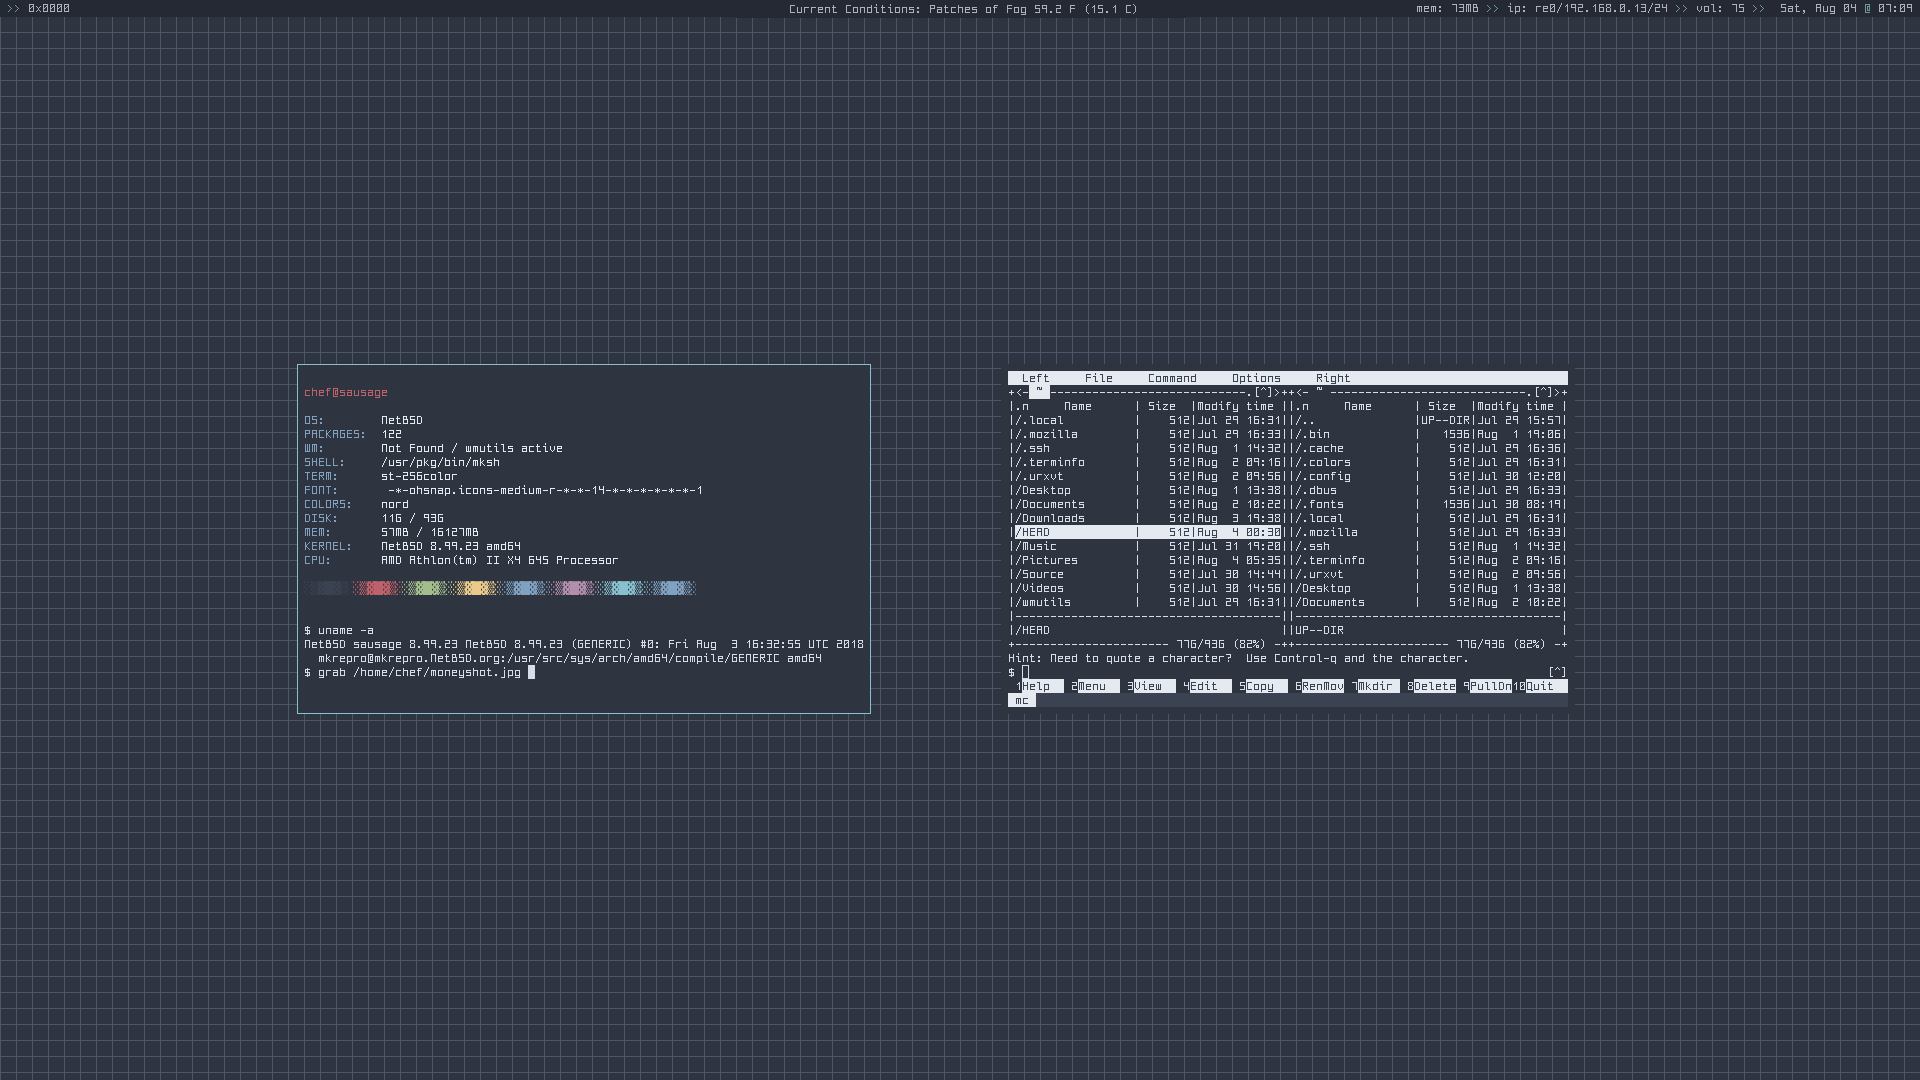 >> 0x0000
Current Conditions: Patches of Fog 59.2 F (15.1 C)
mem: 73MB >> ip: re0/192.168.0.13/24 >> vol: 75 >> Sat, Aug 04 @ 07:09
chef@sausage
OS: NetBSD
PACKAGES: 122
WM: Not Found / wmutils active
SHELL: /usr/pkg/bin/mksh
TERM: st-256color
FONT: -*-ohsnap.icons-medium-r-*-*-14-*-*-*-*-*-*-1
COLORS: nord
DISK: 11G / 93G
MEM: 57MB / 16127MB
KERNEL: NetBSD 8.99.23 amd64
CPU: AMD Athlon(tm) II X4 645 Processor
$ uname -a
NetBSD sausage 8.99.23 NetBSD 8.99.23 (GENERIC) #0: Fri Aug  3 16:32:55 UTC 2018
mkrepro@mkrepro.NetBSD.org:/usr/src/sys/arch/amd64/compile/GENERIC amd64
$ grab /home/chef/moneyshot.jpg
Left File Command Options Right
+<- ~ ----------------------------.[^]>++<- ~ ----------------------------.[^]>+
|.n Name | Size |Modify time ||.n Name | Size |Modify time |
|/.local | 512|Jul 29 16:31||/.. |UP--DIR|Jul 29 15:57|
|/.mozilla | 512|Jul 29 16:33||/.bin | 1536|Aug  1 19:06|
|/.ssh | 512|Aug  1 14:32||/.cache | 512|Jul 29 16:36|
|/.terminfo | 512|Aug  2 09:16||/.colors | 512|Jul 29 16:31|
|/.urxvt | 512|Aug  2 09:56||/.config | 512|Jul 30 12:20|
|/Desktop | 512|Aug  1 13:38||/.dbus | 512|Jul 29 16:33|
|/Documents | 512|Aug  2 10:22||/.fonts | 1536|Jul 30 08:19|
|/Downloads | 512|Aug  3 19:38||/.local | 512|Jul 29 16:31|
|/HEAD | 512|Aug  4 00:30||/.mozilla | 512|Jul 29 16:33|
|/Music | 512|Jul 31 19:20||/.ssh | 512|Aug  1 14:32|
|/Pictures | 512|Aug  4 05:35||/.terminfo | 512|Aug  2 09:16|
|/Source | 512|Jul 30 14:44||/.urxvt | 512|Aug  2 09:56|
|/Videos | 512|Jul 30 14:56||/Desktop | 512|Aug  1 13:38|
|/wmutils | 512|Jul 29 16:31||/Documents | 512|Aug  2 10:22|
|--------------------------------------||--------------------------------------|
|/HEAD ||UP--DIR |
+---------------------- 77G/93G (82%) -++---------------------- 77G/93G (82%) -+
Hint: Need to quote a character?  Use Control-q and the character.
$ [^]
1Help 2Menu 3View 4Edit 5Copy 6RenMov 7Mkdir 8Delete 9PullDn 10Quit
mc